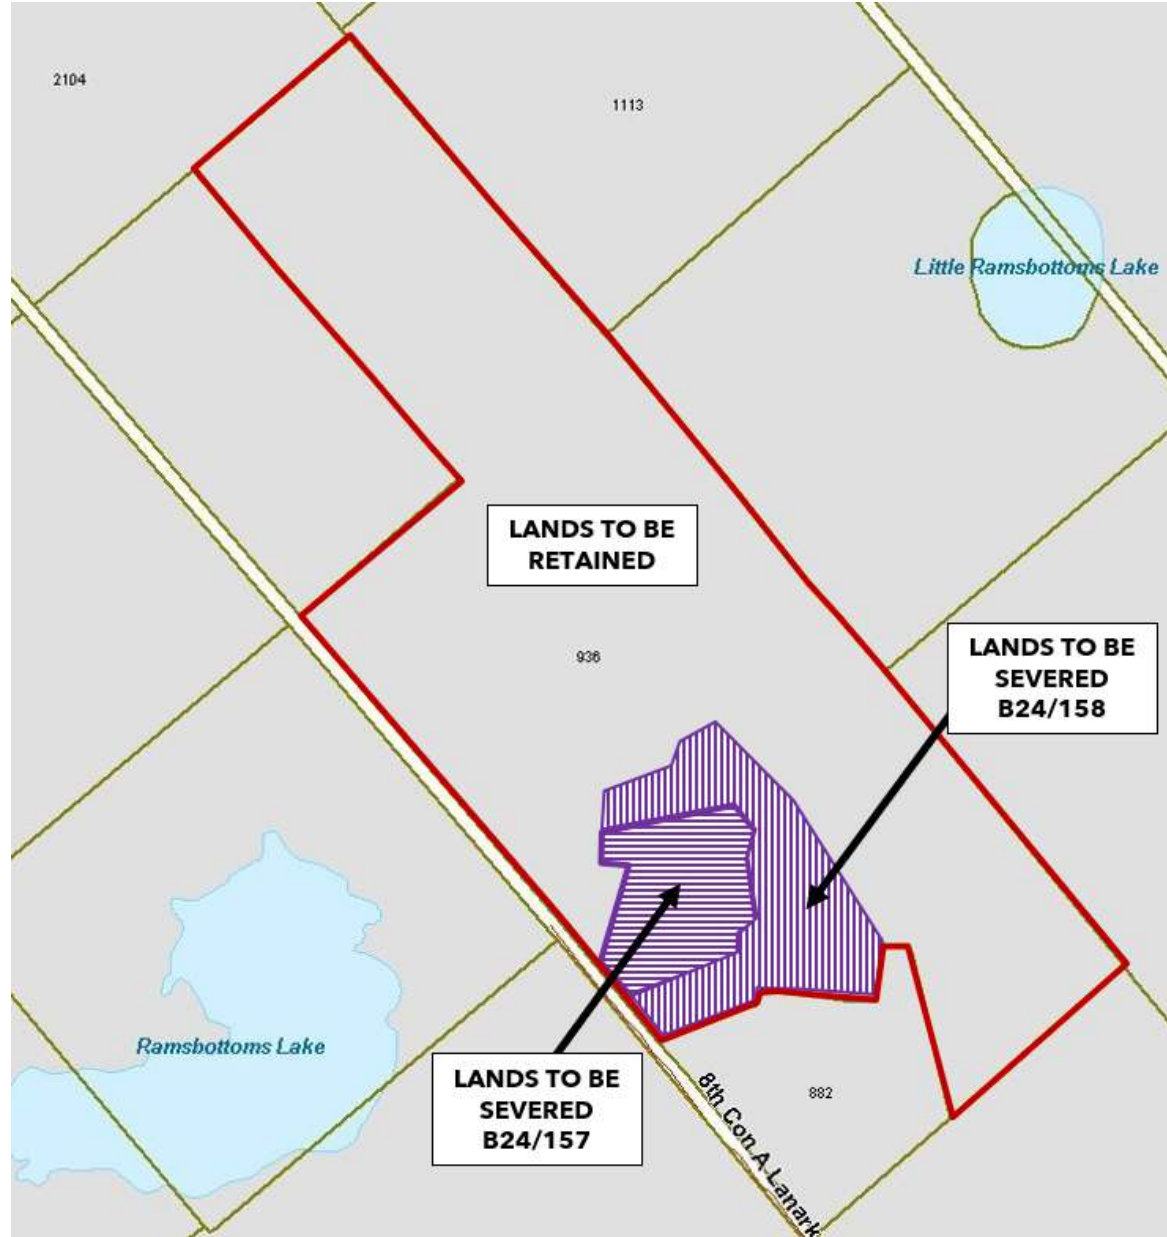 2104
1113
Little Ramsbottoms Lake
LANDS TO BE
RETAINED
936
LANDS TO BE
SEVERED
B24/158
Ramsbottoms Lake
LANDS TO BE
SEVERED
B24/157
882
8th Con A Lanark